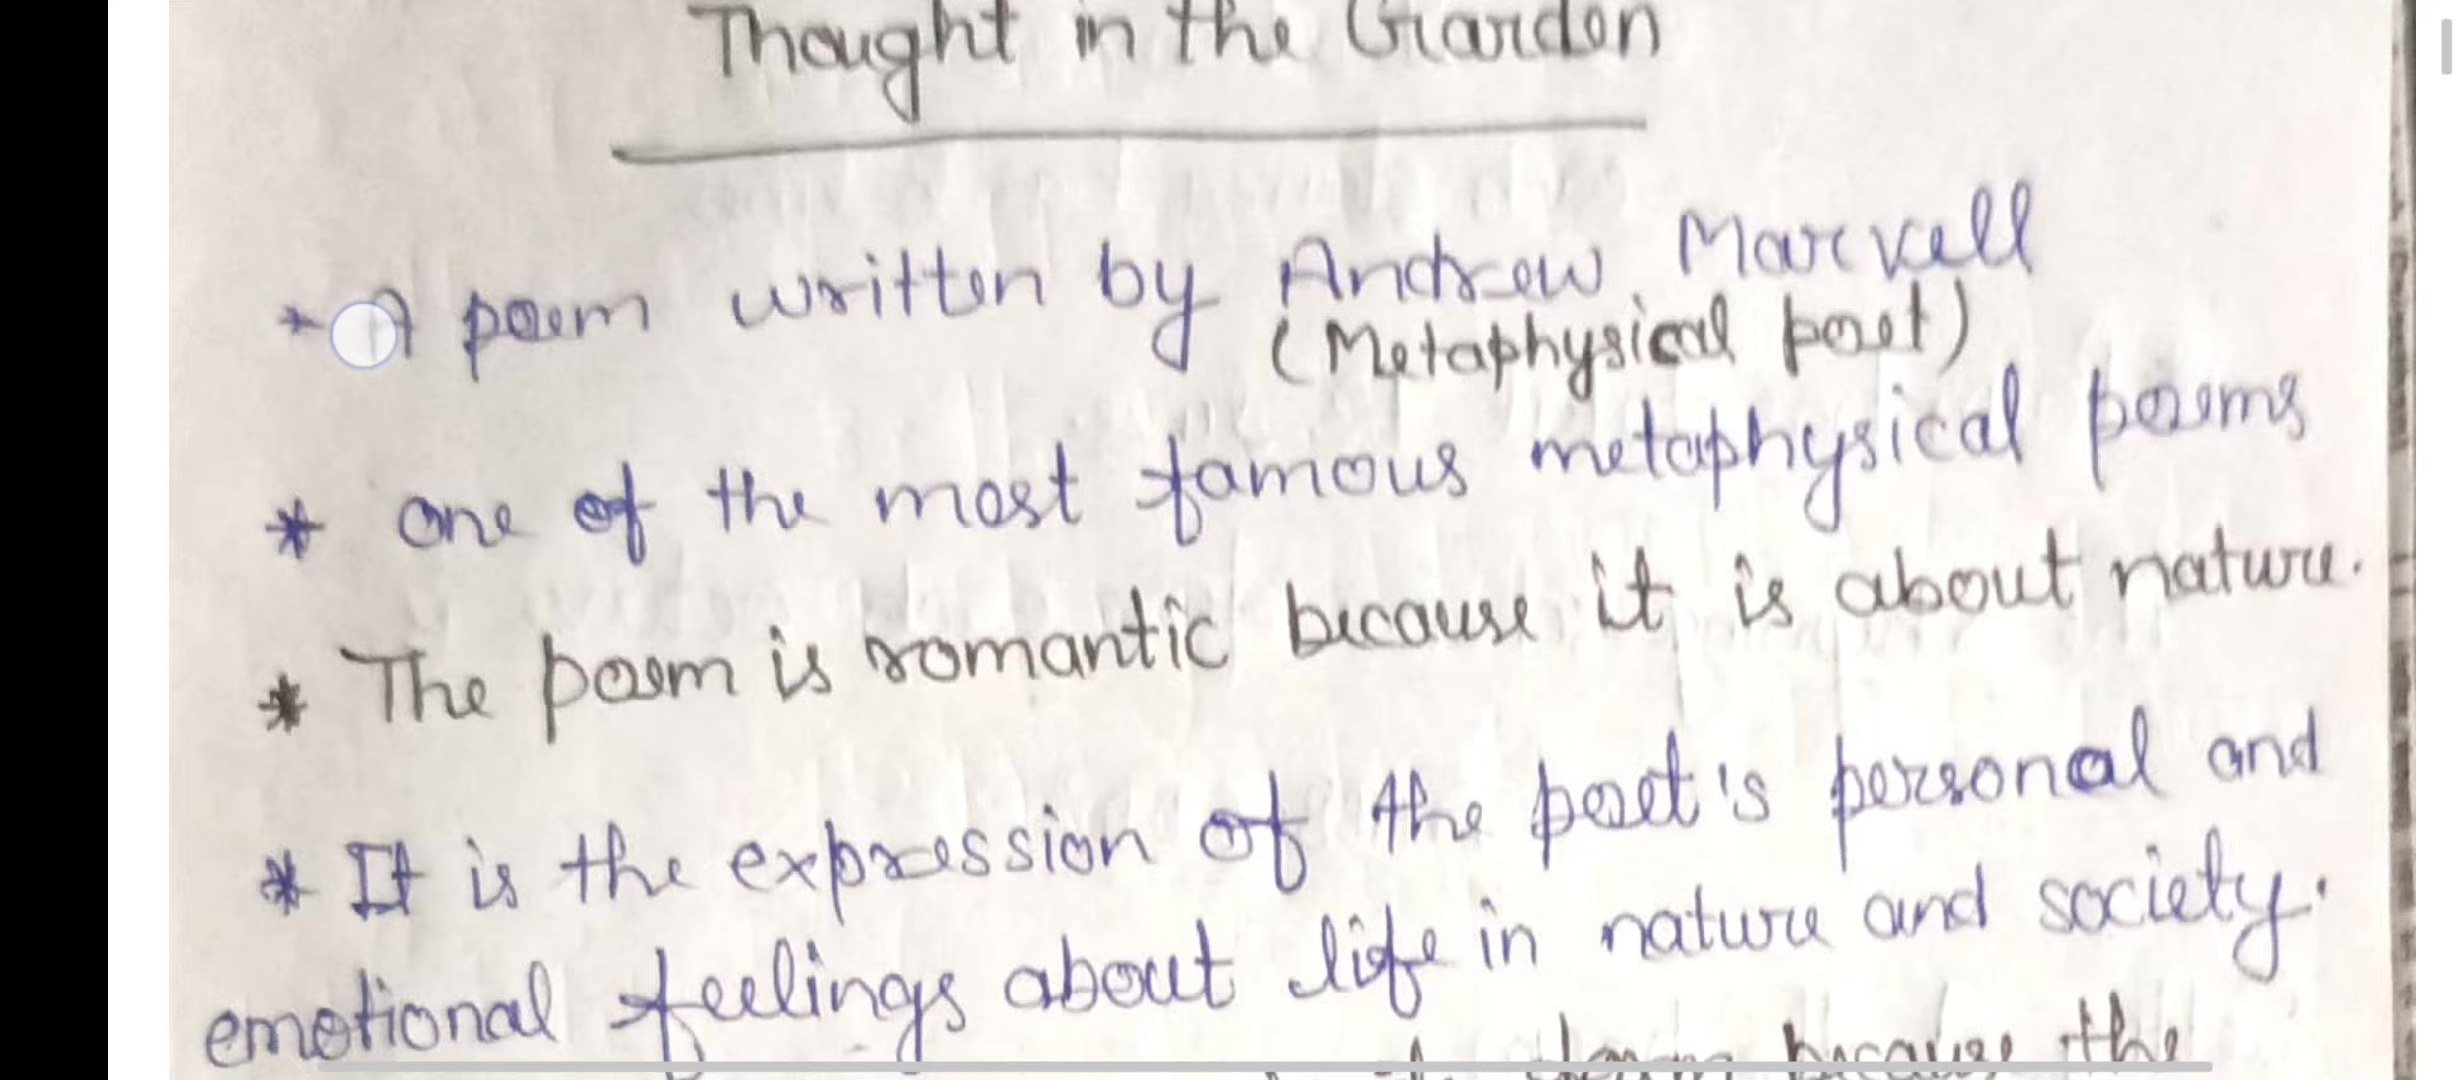 Thought in the Garden
* A poem written by Andrew Marvell
(Metaphysical poet)
* One of the most famous metaphysical poems
* The poem is romantic because it is about nature.
* It is the expression of the poet's personal and
emotional feelings about life in nature and society.
because the